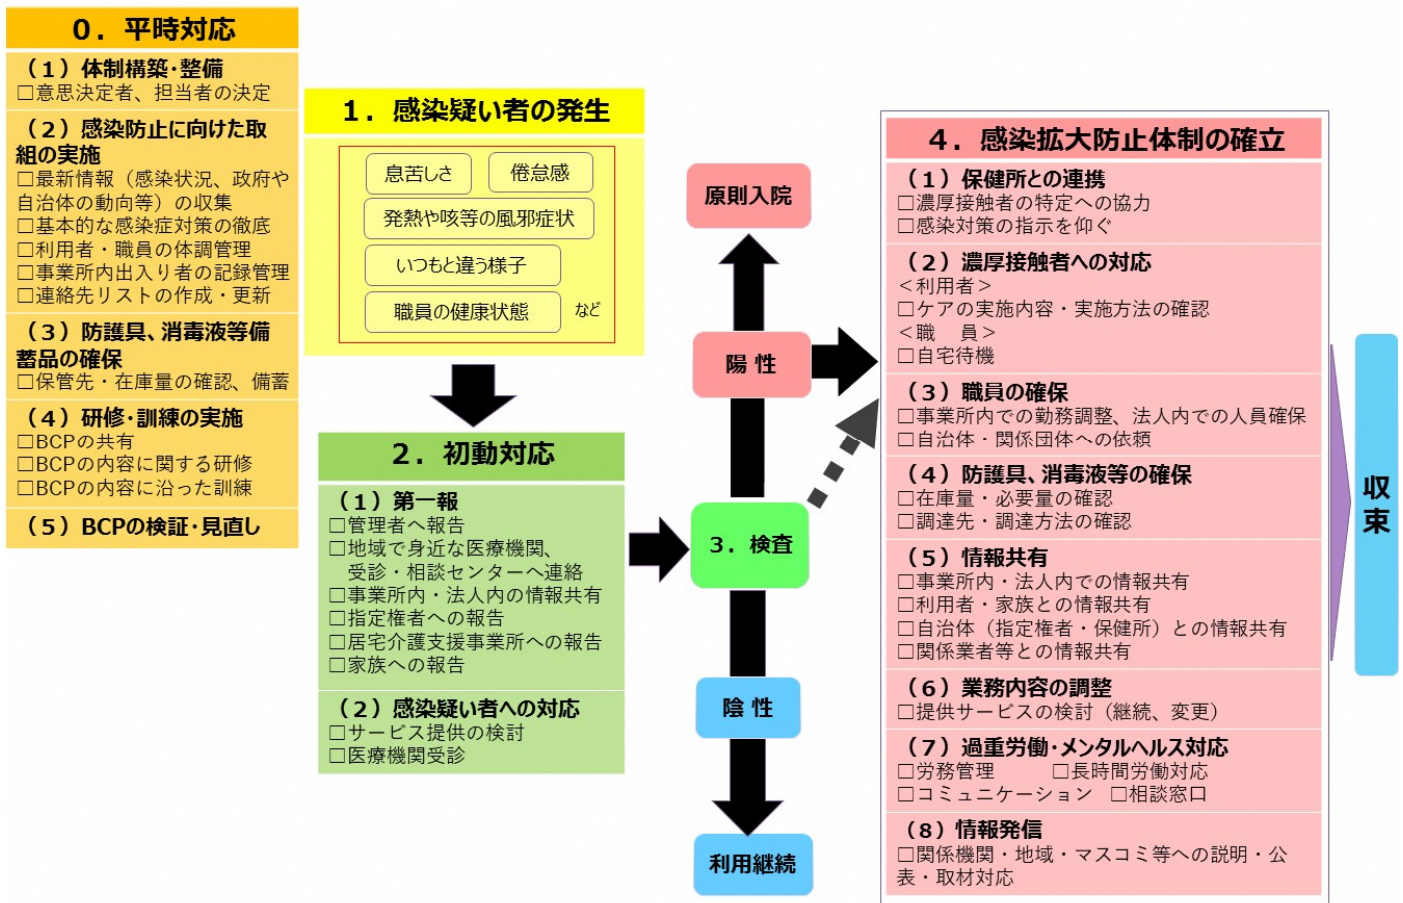 ０．平時対応
（１）体制構築・整備
□意思決定者、担当者の決定
（２）感染防止に向けた取
組の実施
□最新情報（感染状況、政府や
自治体の動向等）の収集
□基本的な感染症対策の徹底
□利用者・職員の体調管理
□事業所内出入り者の記録管理
□連絡先リストの作成・更新
（３）防護具、消毒液等備
蓄品の確保
□保管先・在庫量の確認、備蓄
（４）研修・訓練の実施
□BCPの共有
□BCPの内容に関する研修
□BCPの内容に沿った訓練
（５）BCPの検証・見直し
１．感染疑い者の発生
息苦しさ
倦怠感
発熱や咳等の風邪症状
いつもと違う様子
職員の健康状態
など
２．初動対応
（１）第一報
□管理者へ報告
□地域で身近な医療機関、
受診・相談センターへ連絡
□事業所内・法人内の情報共有
□指定権者への報告
□居宅介護支援事業所への報告
□家族への報告
（２）感染疑い者への対応
□サービス提供の検討
□医療機関受診
原則入院
陽性
３．検査
陰性
利用継続
４．感染拡大防止体制の確立
（１）保健所との連携
□濃厚接触者の特定への協力
□感染対策の指示を仰ぐ
（２）濃厚接触者への対応
＜利用者＞
□ケアの実施内容・実施方法の確認
＜職　員＞
□自宅待機
（３）職員の確保
□事業所内での勤務調整、法人内での人員確保
□自治体・関係団体への依頼
（４）防護具、消毒液等の確保
□在庫量・必要量の確認
□調達先・調達方法の確認
（５）情報共有
□事業所内・法人内での情報共有
□利用者・家族との情報共有
□自治体（指定権者・保健所）との情報共有
□関係業者等との情報共有
（６）業務内容の調整
□提供サービスの検討（継続、変更）
（７）過重労働・メンタルヘルス対応
□労務管理　　　□長時間労働対応
□コミュニケーション　□相談窓口
（８）情報発信
□関係機関・地域・マスコミ等への説明・公
表・取材対応
収束